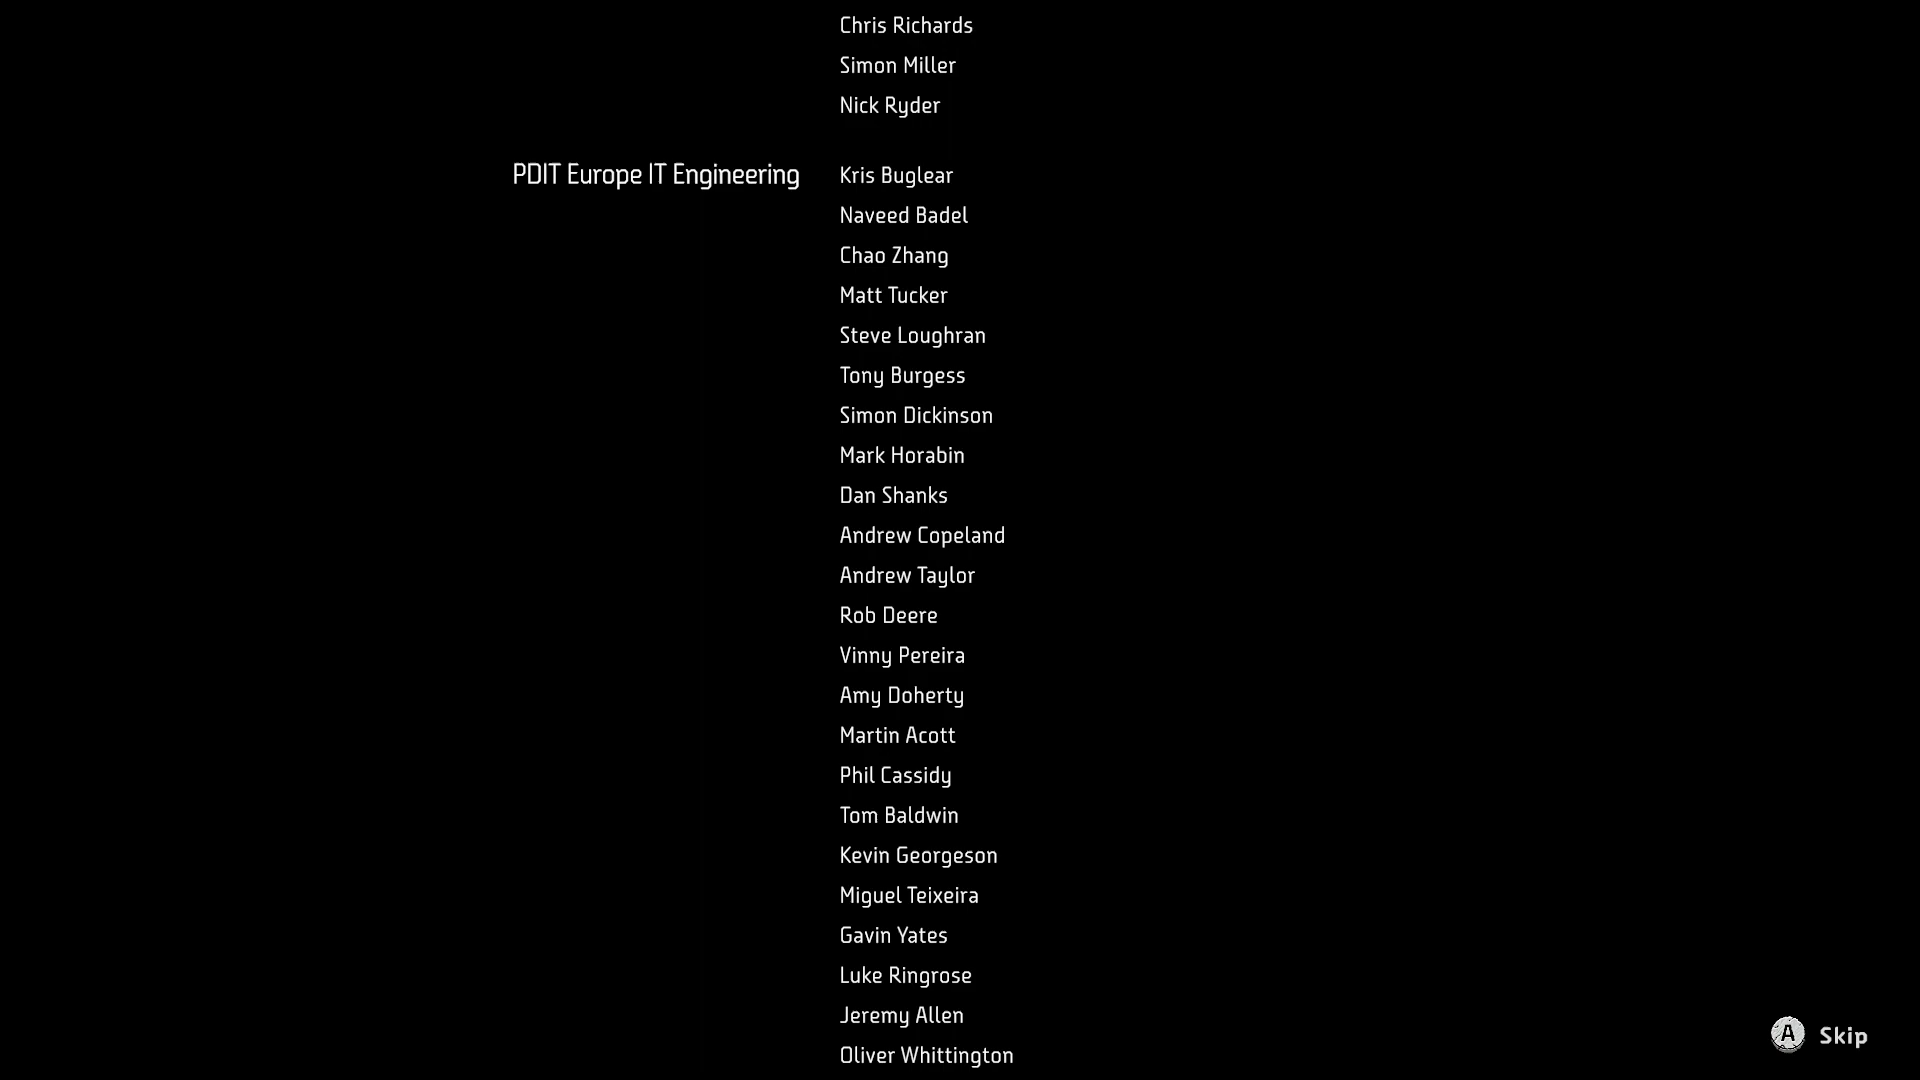 Chris Richards
Simon Miller
Nick Ryder
PDIT Europe IT Engineering Kris Buglear
Naveed Badel
Chao Zhang
Matt Tucker
Steve Loughran
Tony Burgess
Simon Dickinson
Mark Horabin
Dan Shanks
Andrew Copeland
Andrew Taylor
Rob Deere
Vinny Pereira
Amy Doherty
Martin Acott
Phil Cassidy
Tom Baldwin
Kevin Georgeson
Miguel Teixeira
Gavin Yates
Luke Ringrose
Jeremy Allen
Oliver Whittington
A Skip